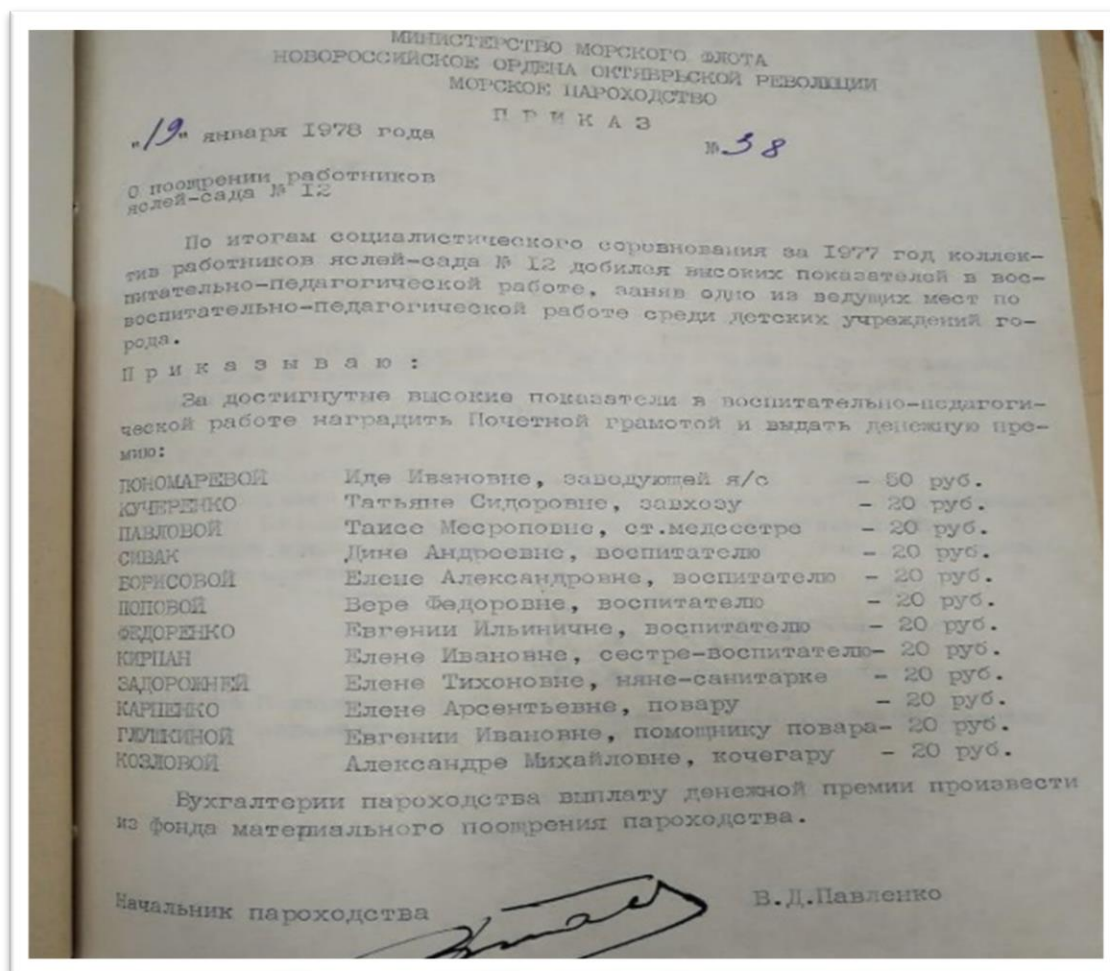 МИНИСТЕРСТВО МОРСКОГО ФЛОТА
НОВОРОССИЙСКОЕ ОРДЕНА ОКТЯБРЬСКОЙ РЕВОЛЮЦИИ
МОРСКОЕ ПАРОХОДСТВО
П Р И К А З
"19" января 1978 года № 38
О поощрении работников
яслей-сада № 12
По итогам социалистического соревнования за 1977 год коллек-
тив работников яслей-сада № 12 добился высоких показателей в вос-
питательно-педагогической работе, заняв одно из ведущих мест по
воспитательно-педагогической работе среди детских учреждений го-
рода.
П р и к а з ы в а ю :
За достигнутые высокие показатели в воспитательно-педагоги-
ческой работе наградить Почетной грамотой и выдать денежную пре-
мию:
ПОНОМАРЕВОЙ Иде Ивановне, заводующей я/с - 50 руб.
КУЧЕРЕНКО Татьяне Сидоровне, завхозу - 20 руб.
ПАВЛОВОЙ Таисе Месроповне, ст.медсестре - 20 руб.
СИВАК Дине Андреевне, воспитателю - 20 руб.
БОРИСОВОЙ Елене Александровне, воспитателю - 20 руб.
ПОПОВОЙ Вере Федоровне, воспитателю - 20 руб.
ФЕДОРЕНКО Евгении Ильиничне, воспитателю - 20 руб.
КИРПАН Елене Ивановне, сестре-воспитателю- 20 руб.
ЗАДОРОЖНЕЙ Елене Тихоновне, няне-санитарке - 20 руб.
КАРПЕНКО Елене Арсентьевне, повару - 20 руб.
ГЛУШКИНОЙ Евгении Ивановне, помощнику повара- 20 руб.
КОЗЛОВОЙ Александре Михайловне, кочегару - 20 руб.
Бухгалтерии пароходства выплату денежной премии произвести
из фонда материального поощрения пароходства.
Начальник пароходства В.Д.Павленко